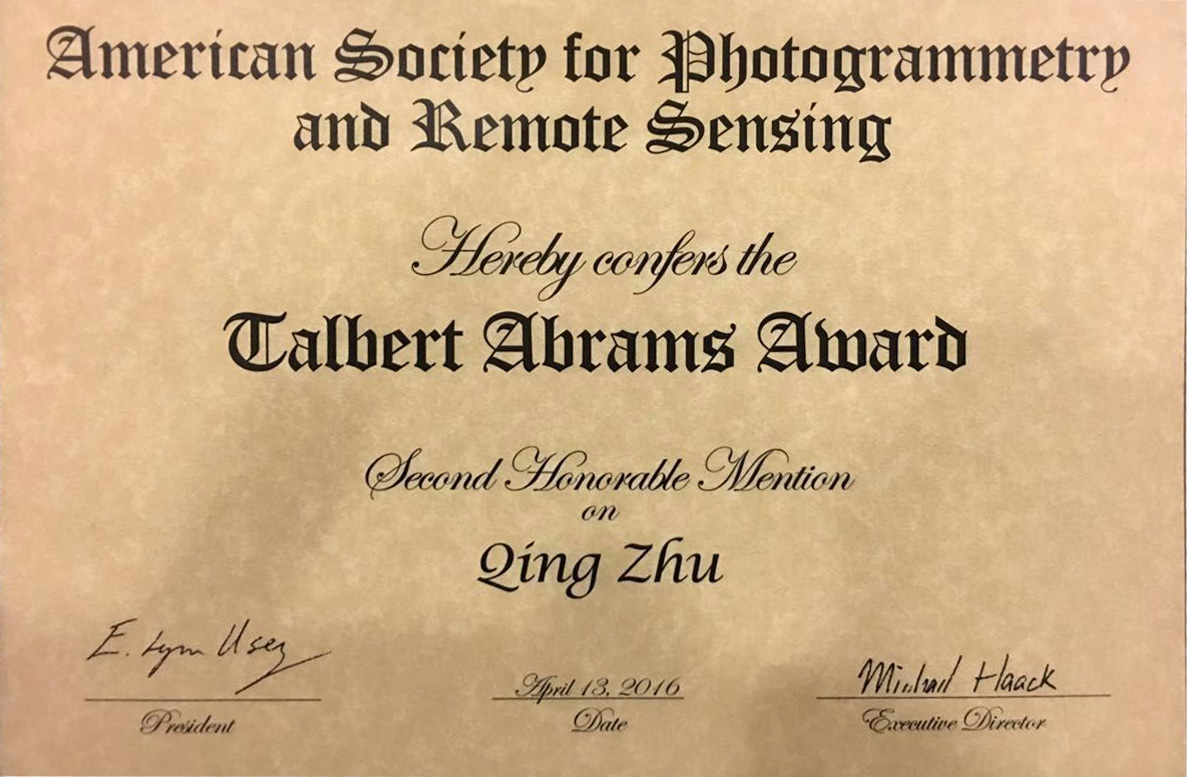 American Society for Photogrammetry
and Remote Sensing
Hereby confers the
Talbert Abrams Award
Second Honorable Mention
on
Qing Zhu
E. Lynn Usery
April 13, 2016
Michael Haack
President
Date
Executive Director